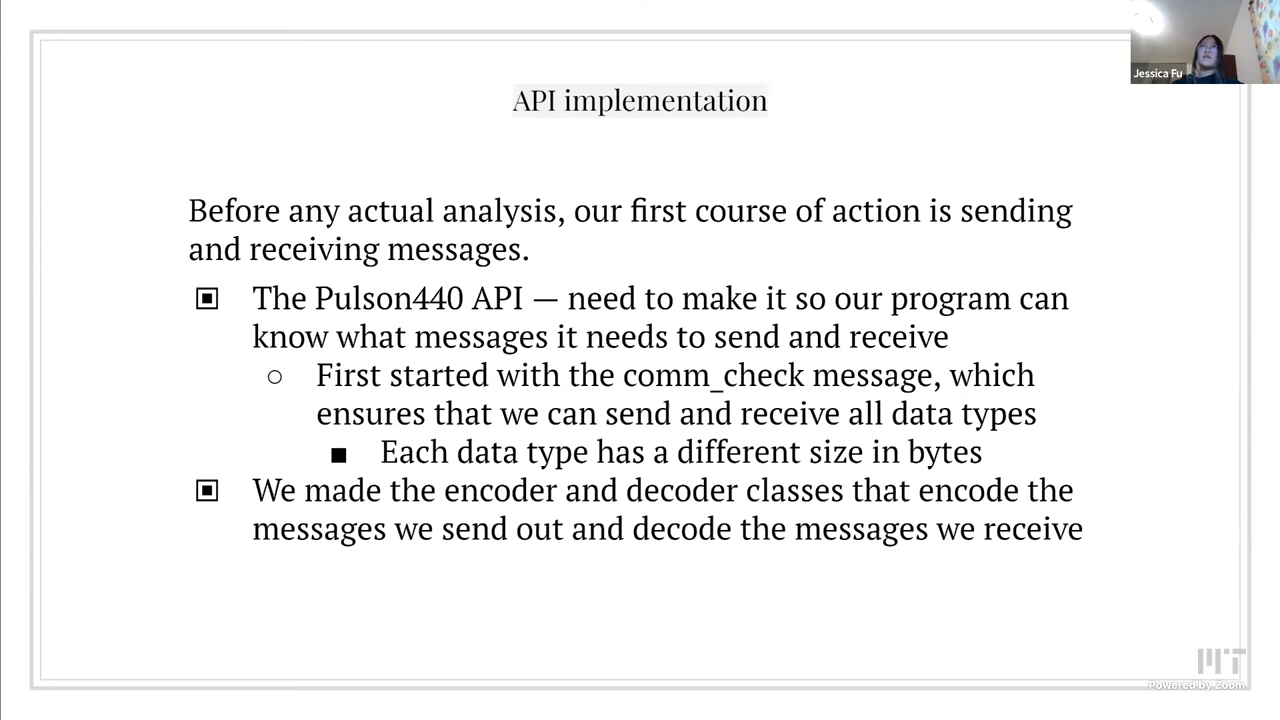 Jessica Fu
API implementation
Before any actual analysis, our first course of action is sending
and receiving messages.
The Pulson440 API — need to make it so our program can
know what messages it needs to send and receive
First started with the comm_check message, which
ensures that we can send and receive all data types
Each data type has a different size in bytes
We made the encoder and decoder classes that encode the
messages we send out and decode the messages we receive
MIT
Powered by Zoom